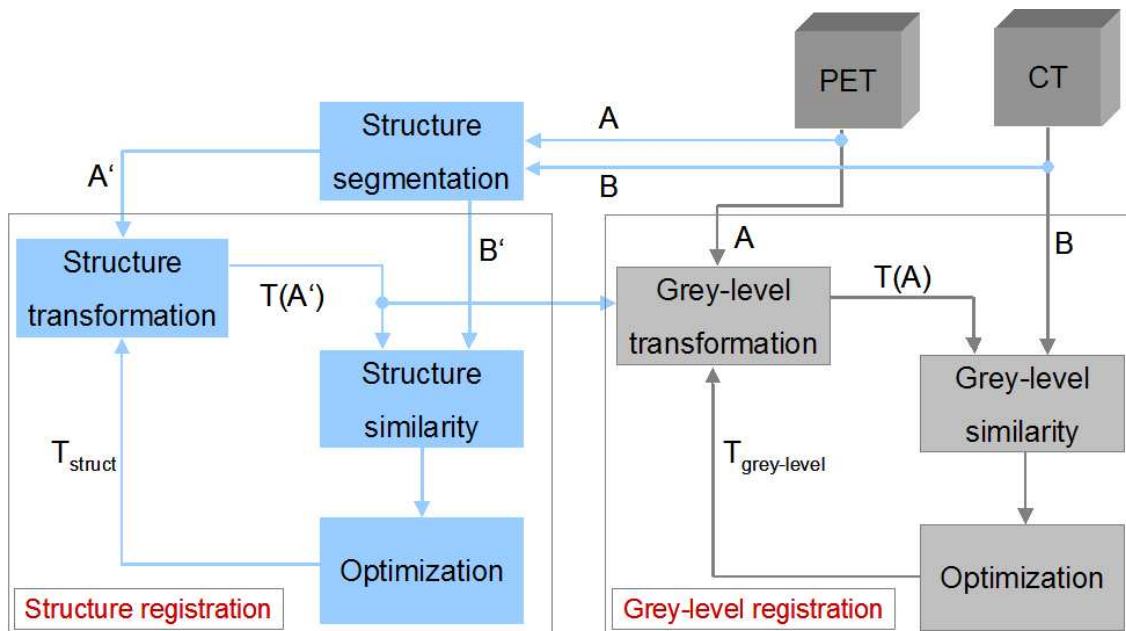 PET
CT
Structure
segmentation
A
B
A‘
B‘
A
B
Structure
transformation
T(A‘)
Grey-level
transformation
T(A)
Structure
similarity
Grey-level
similarity
Tstruct
Tgrey-level
Optimization
Optimization
Structure registration
Grey-level registration